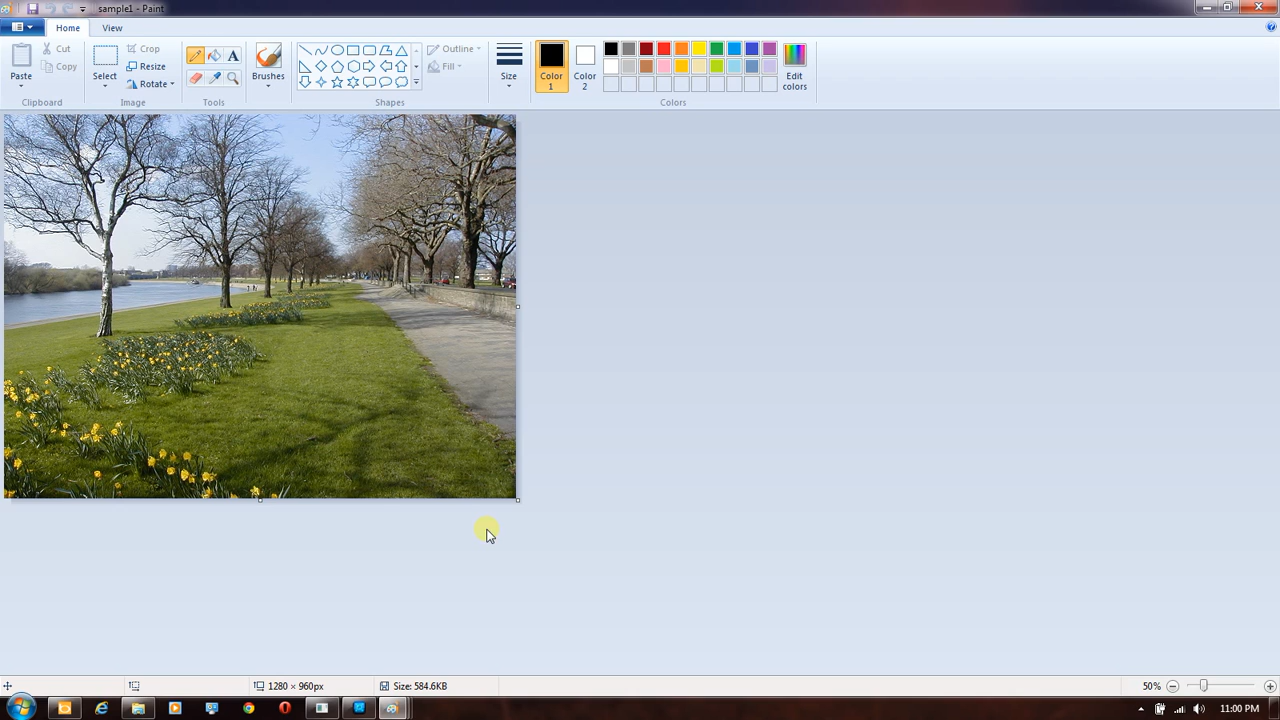 sample1 - Paint
Home View
Paste
Cut
Copy
Clipboard
Select
Crop
Resize
Rotate
Image
A
Tools
Brushes
Outline
Fill
Shapes
Size
Color
1
Color
2
Edit
colors
Colors
1280 × 960px
Size: 584.6KB
50%
11:00 PM